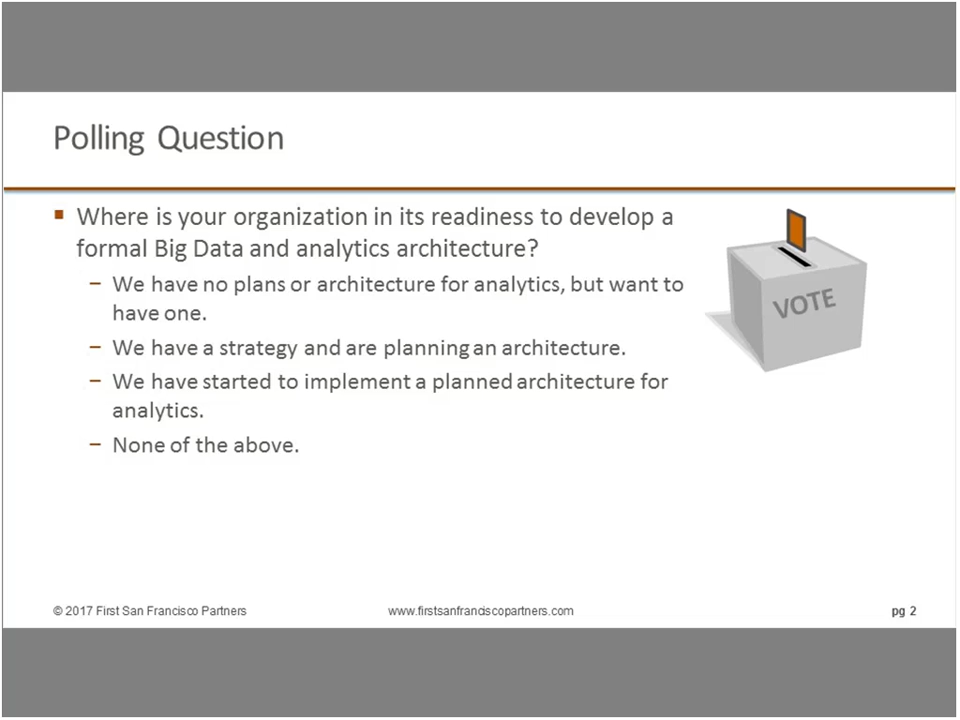 Polling Question
▪ Where is your organization in its readiness to develop a
formal Big Data and analytics architecture?
– We have no plans or architecture for analytics, but want to
have one.
– We have a strategy and are planning an architecture.
– We have started to implement a planned architecture for
analytics.
– None of the above.
VOTE
© 2017 First San Francisco Partners
www.firstsanfranciscopartners.com
pg 2